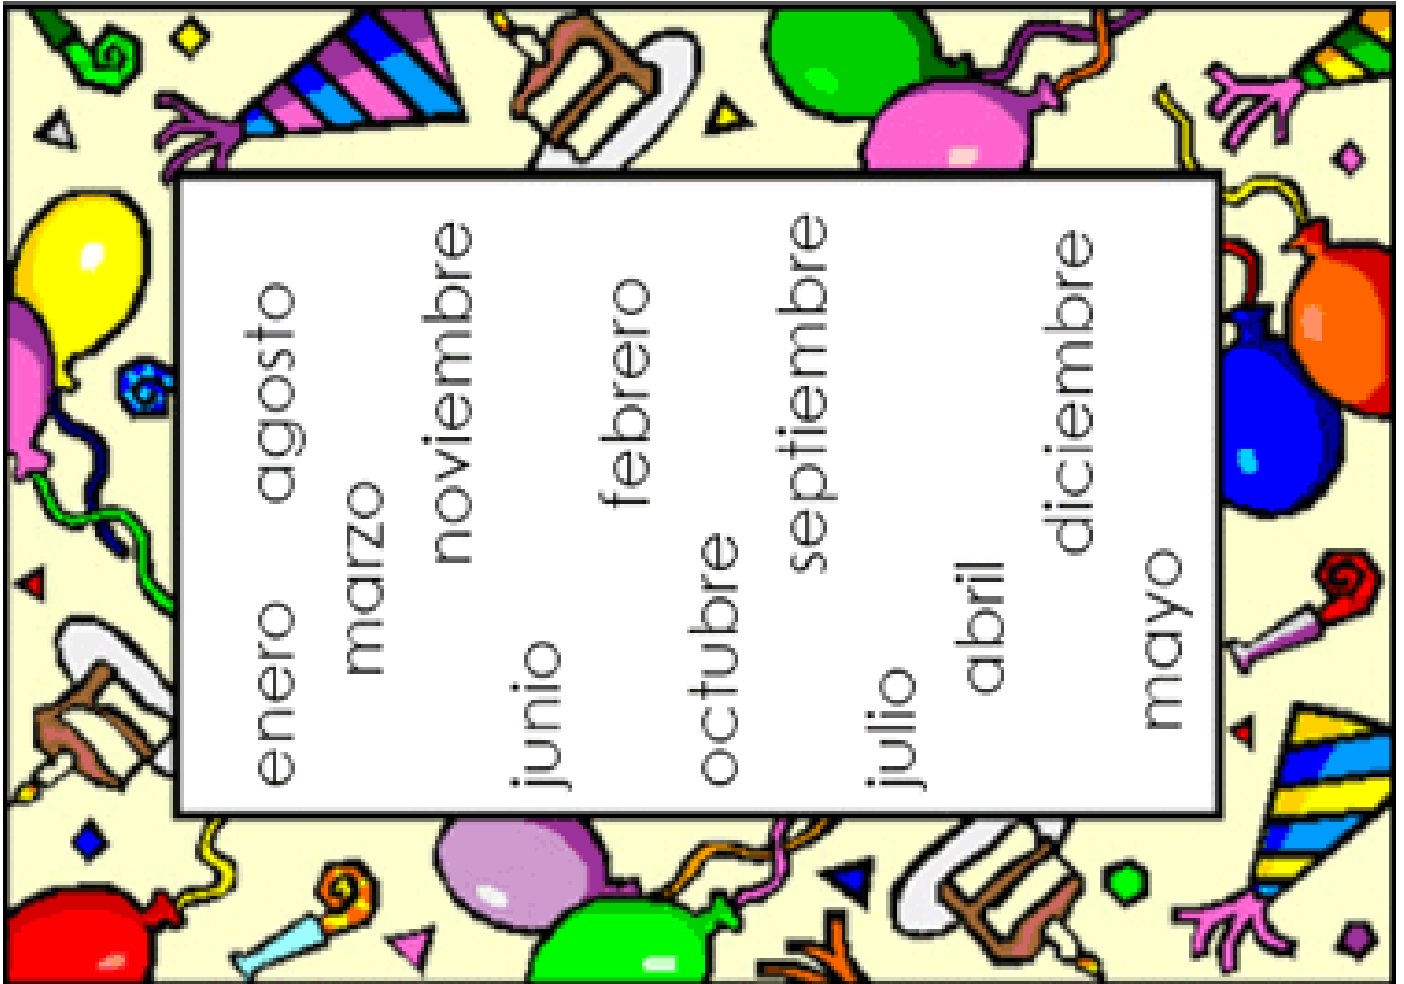 enero agosto
marzo
noviembre
junio
febrero
octubre
septiembre
julio
abril
diciembre
mayo